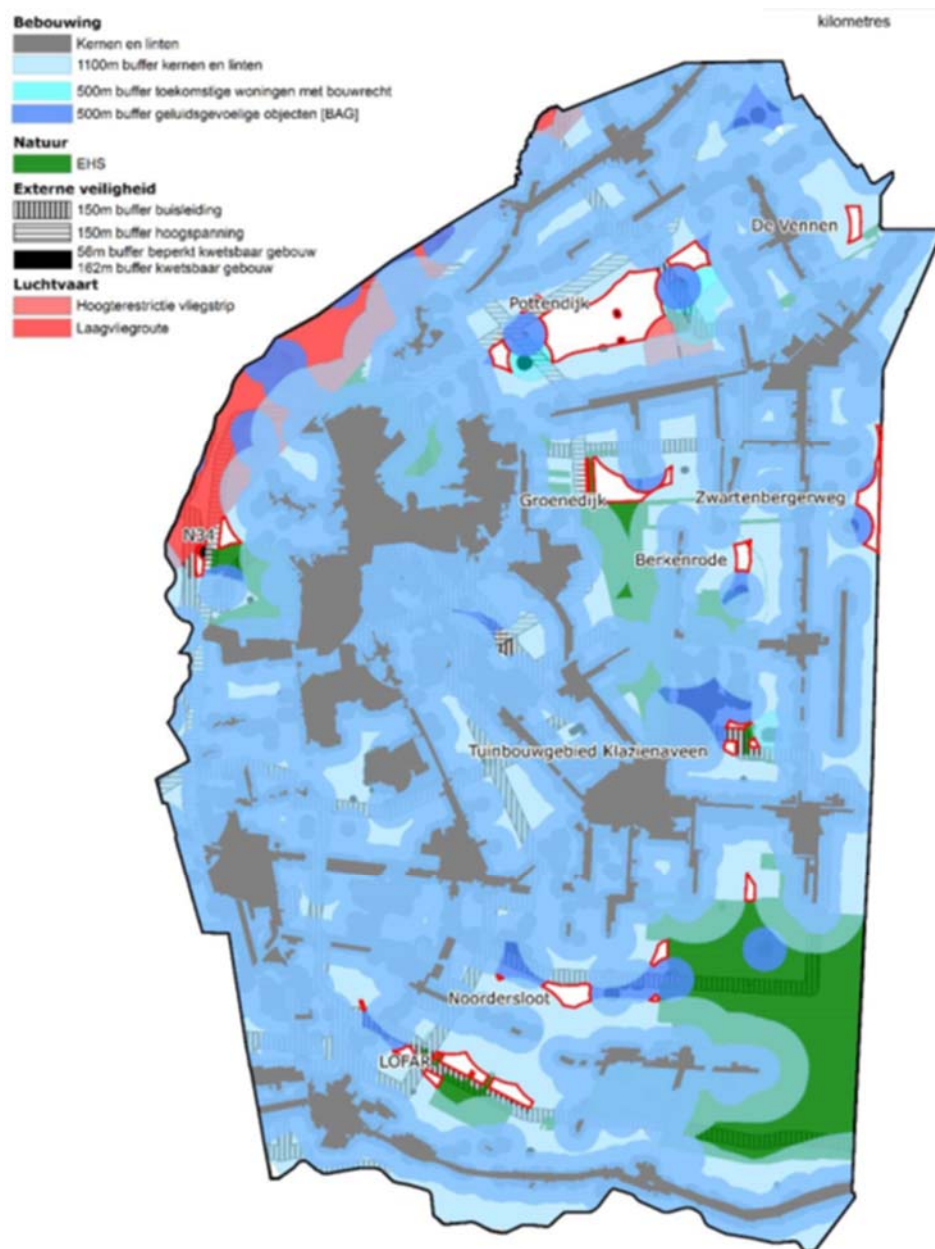 Bebouwing
Kernen en linten
1100m buffer kernen en linten
500m buffer toekomstige woningen met bouwrecht
500m buffer geluidsgevoelige objecten [BAG]
Natuur
EHS
Externe veiligheid
150m buffer buisleiding
150m buffer hoogspanning
56m buffer beperkt kwetsbaar gebouw
162m buffer kwetsbaar gebouw
Luchtvaart
Hoogterestrictie vliegstrip
Laagvliegroute
kilometres
De Vennen
Pottendijk
Groenedijk
Zwartenbergerweg
N34
Berkenrode
Tuinbouwgebied Klazienaveen
Noordersloot
LOFAR